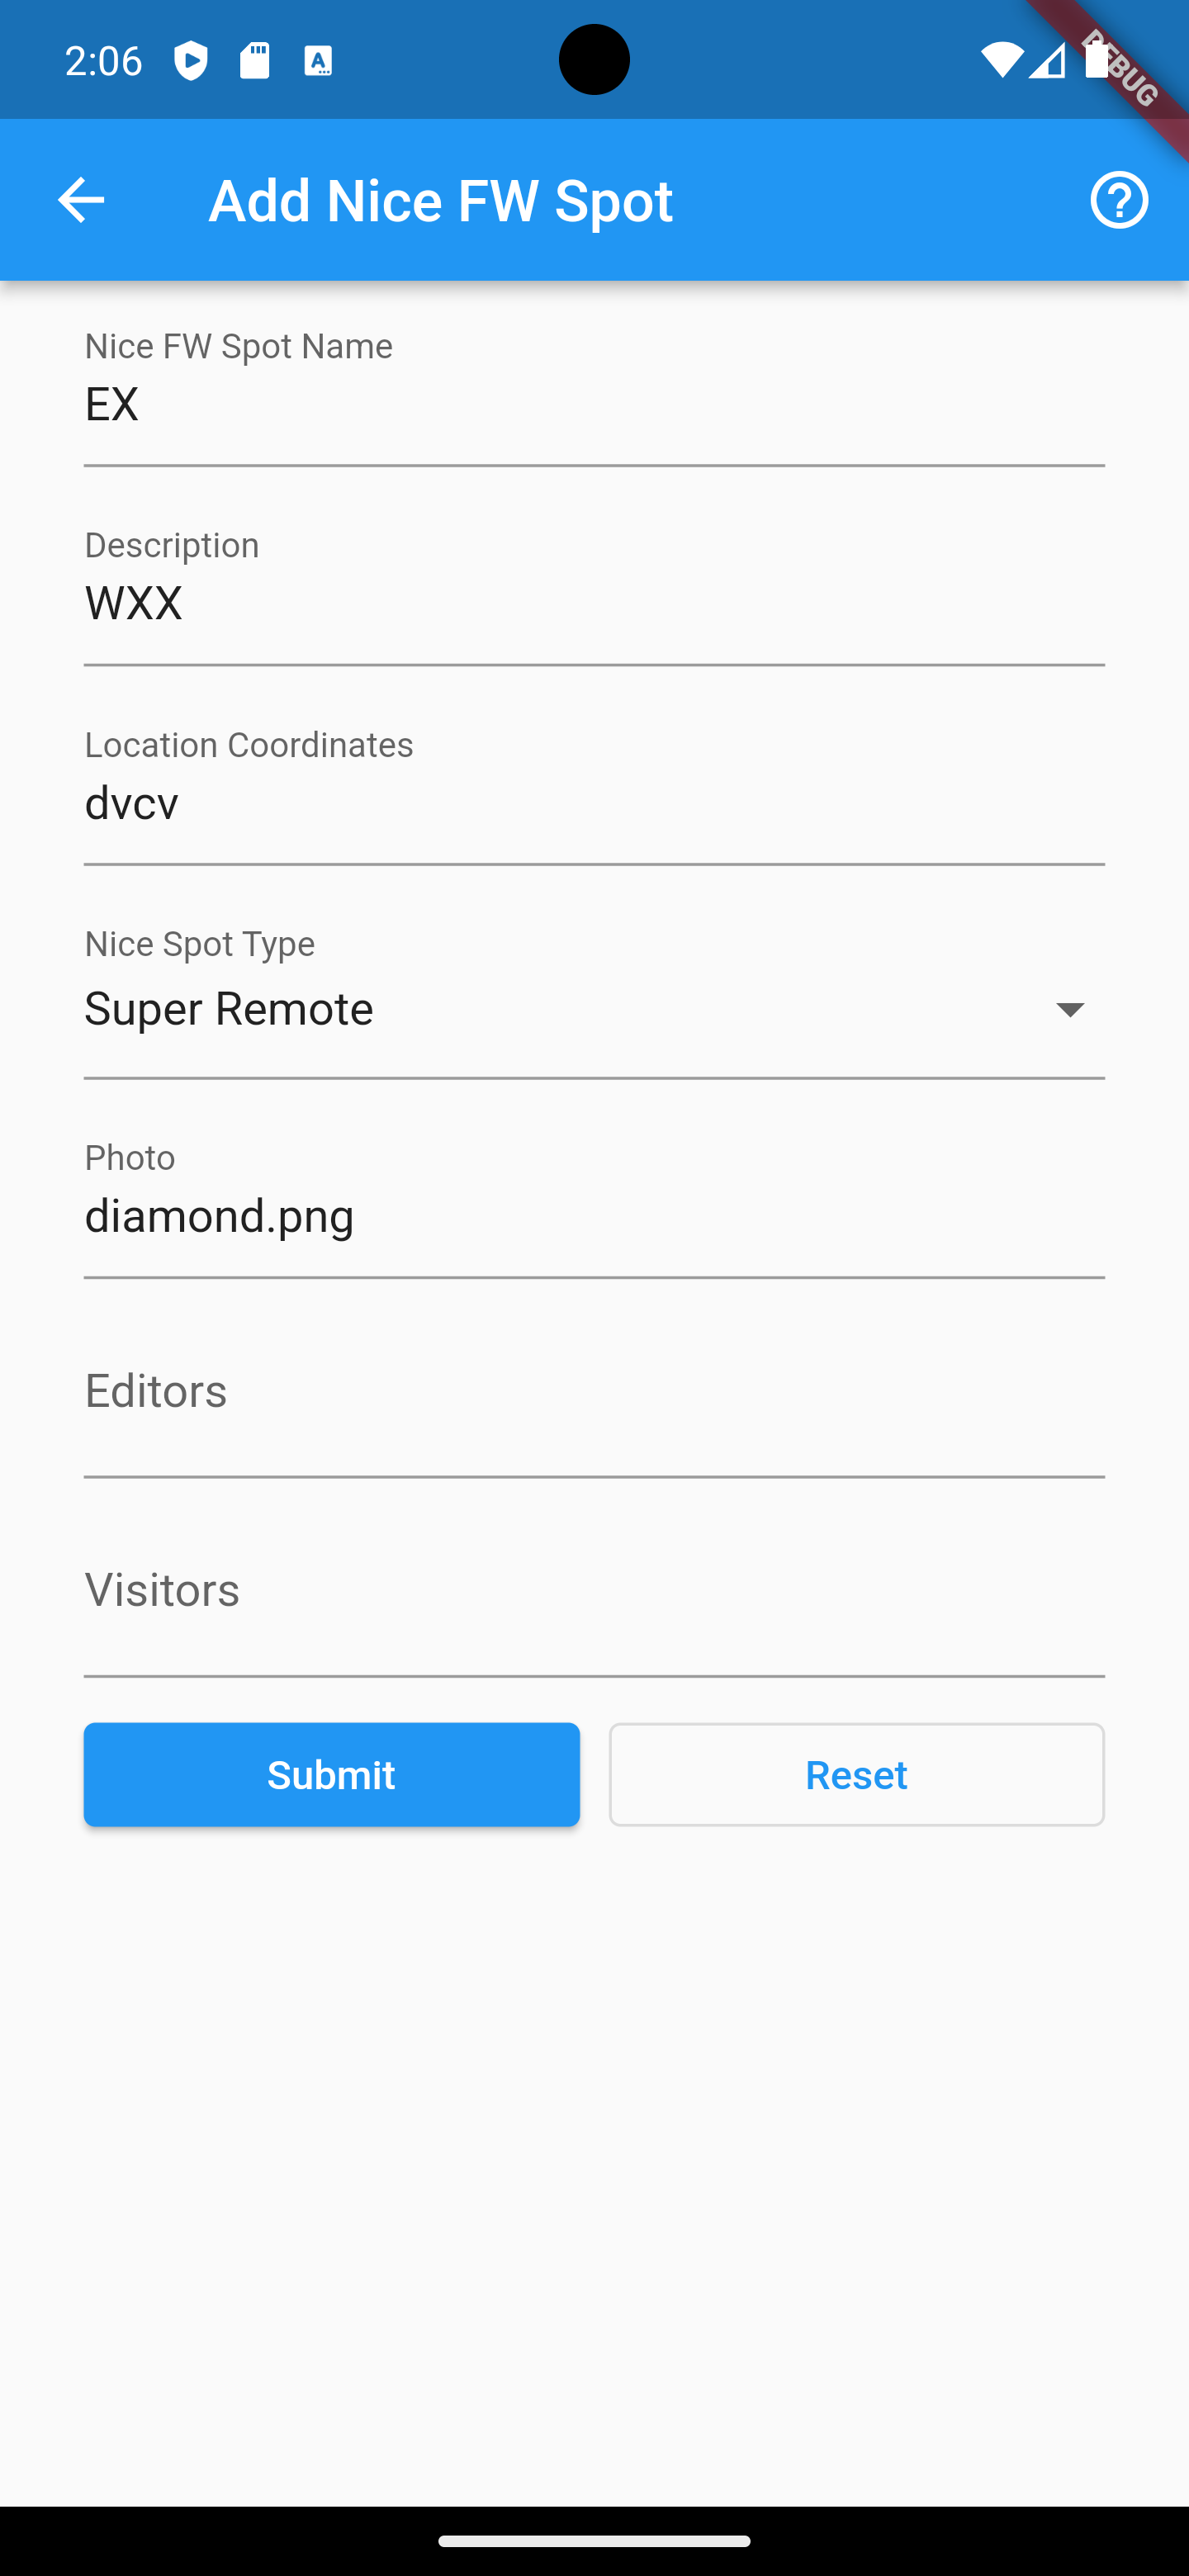 2:06
DEBUG
Add Nice FW Spot
Nice FW Spot Name
EX
Description
WXX
Location Coordinates
dvcv
Nice Spot Type
Super Remote
Photo
diamond.png
Editors
Visitors
Submit Reset